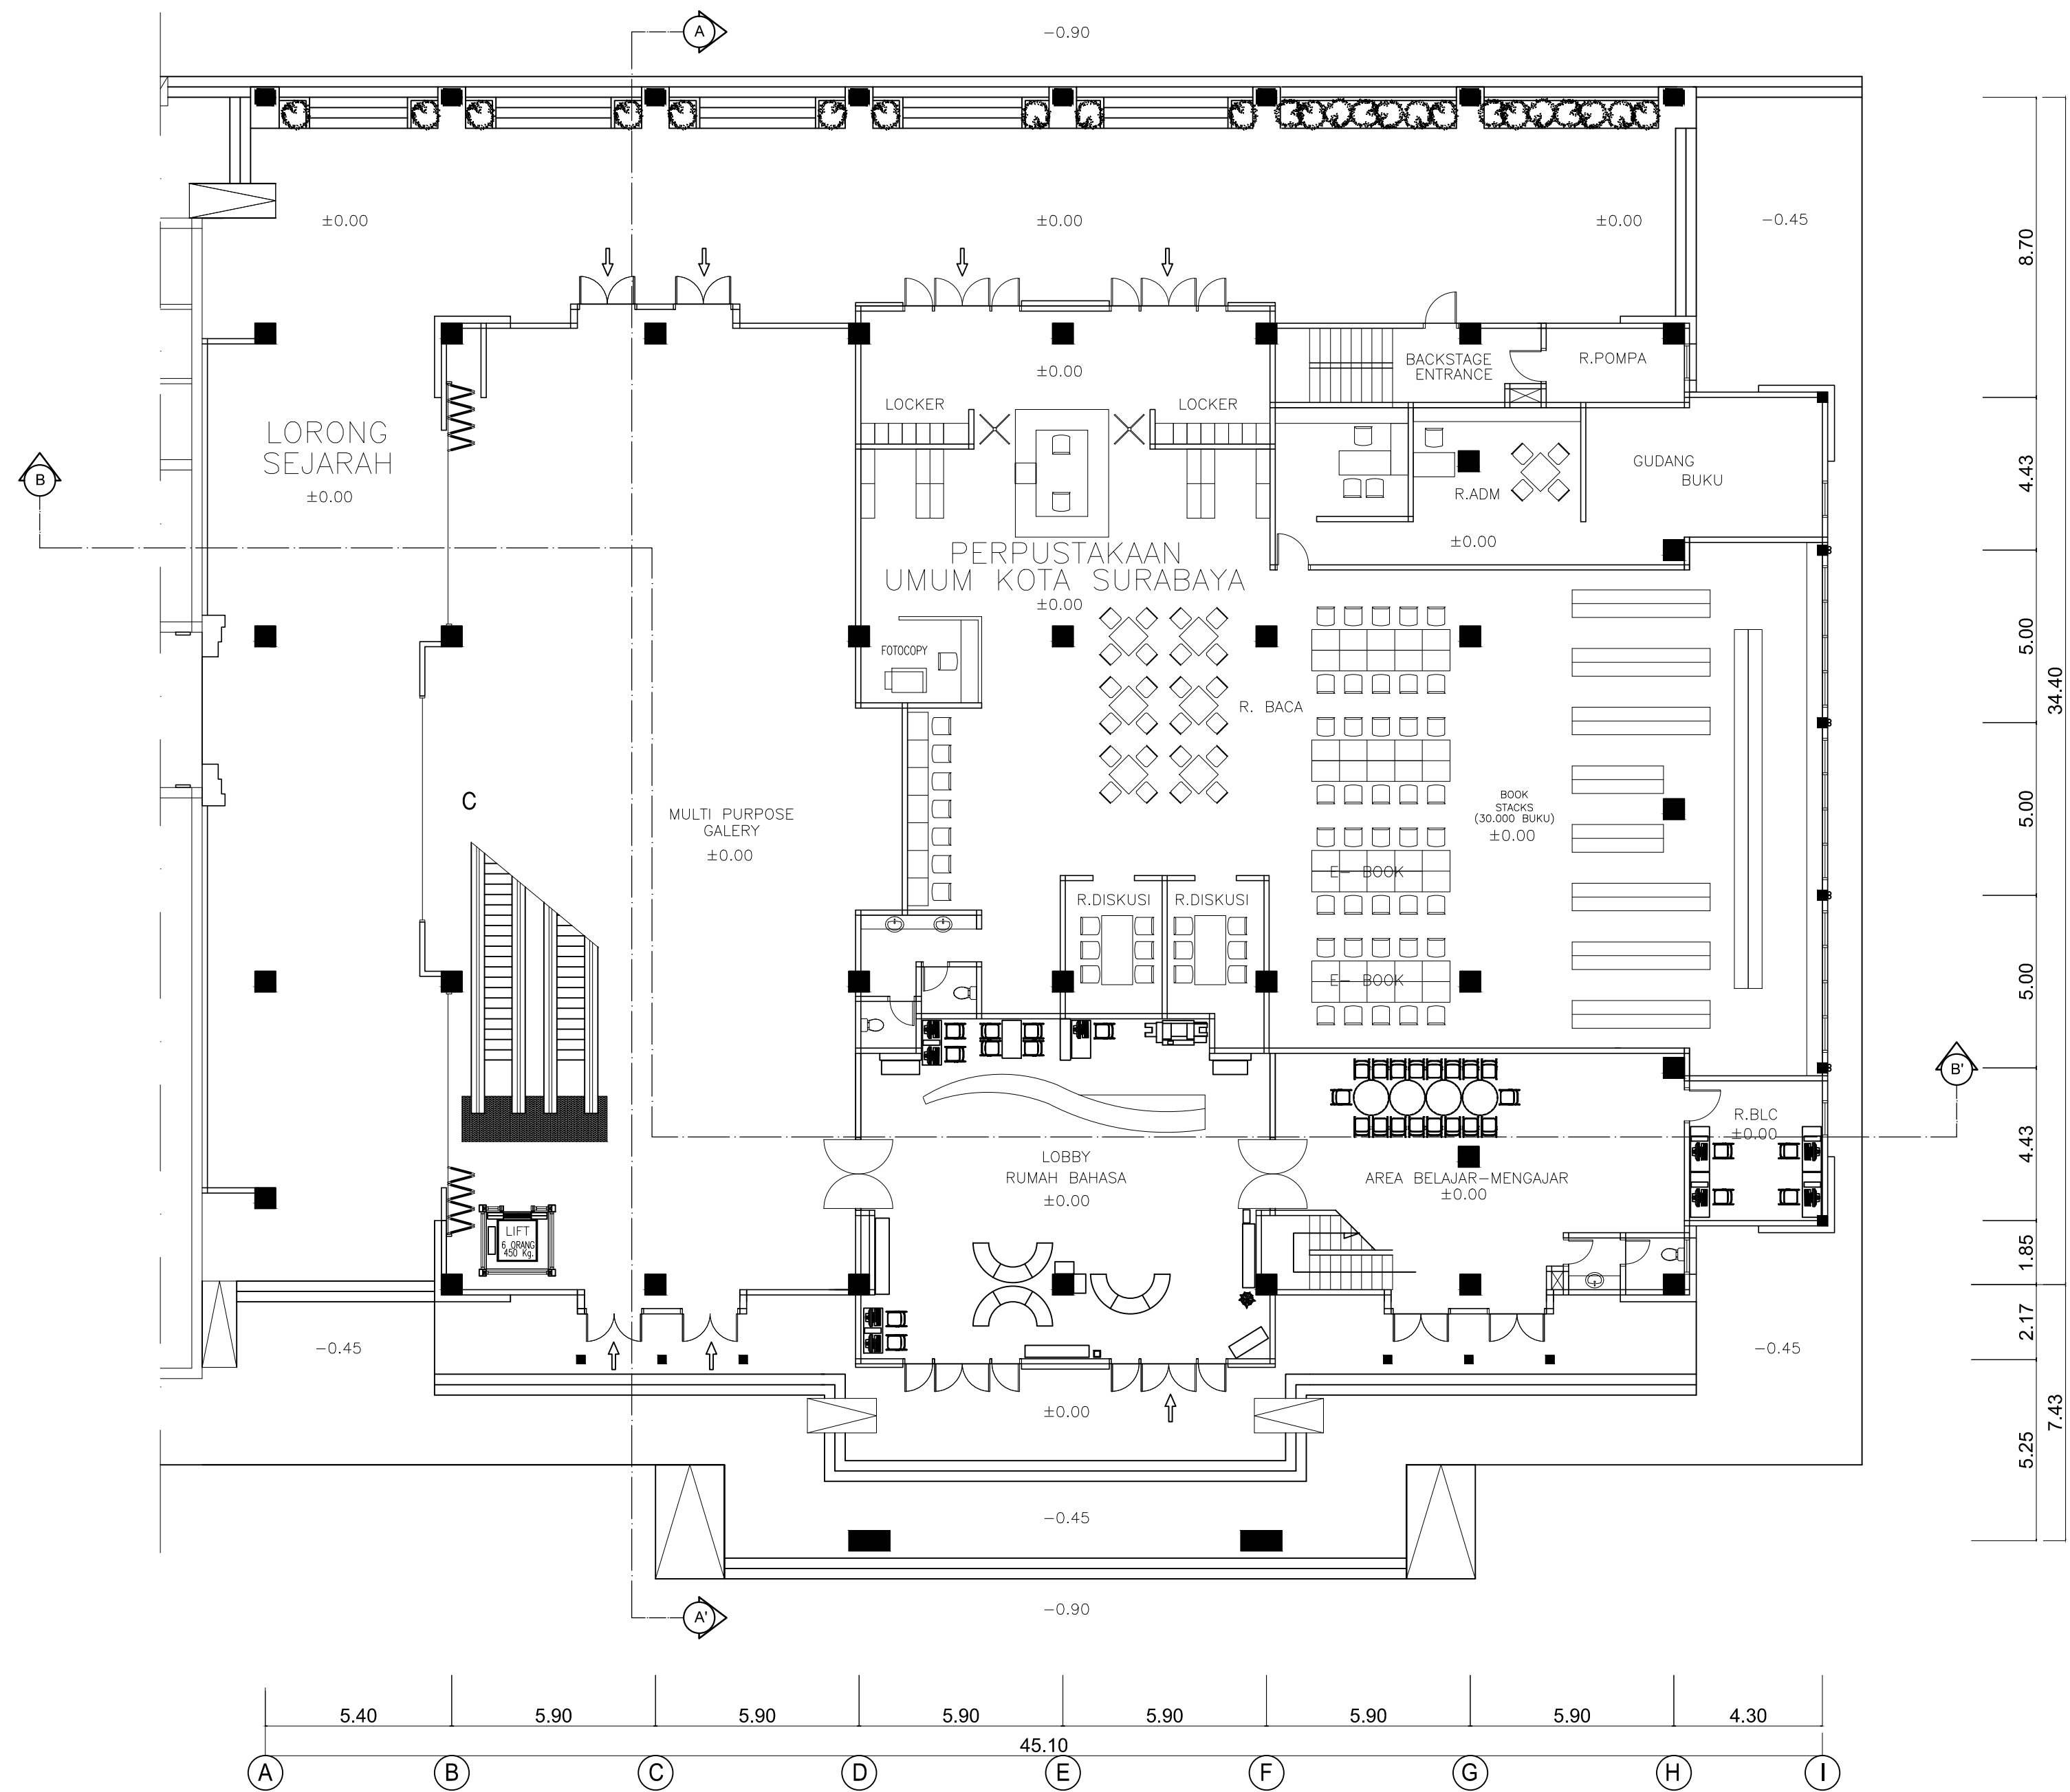 A
−0.90
±0.00
±0.00
±0.00
−0.45
8.70
BACKSTAGE
ENTRANCE
R.POMPA
±0.00
LOCKER
LOCKER
LORONG
SEJARAH
±0.00
B
GUDANG
BUKU
R.ADM
±0.00
4.43
PERPUSTAKAAN
UMUM KOTA SURABAYA
±0.00
FOTOCOPY
5.00
34.40
R. BACA
C
MULTI PURPOSE
GALERY
±0.00
BOOK
STACKS
(30.000 BUKU)
±0.00
5.00
E- BOOK
R.DISKUSI
R.DISKUSI
E- BOOK
5.00
B'
R.BLC
±0.00
4.43
LOBBY
RUMAH BAHASA
±0.00
AREA BELAJAR-MENGAJAR
±0.00
LIFT
6 ORANG
450 Kg.
1.85
2.17
−0.45
−0.45
±0.00
7.43
5.25
−0.45
A'
−0.90
5.40
5.90
5.90
5.90
5.90
5.90
5.90
4.30
45.10
A
B
C
D
E
F
G
H
I